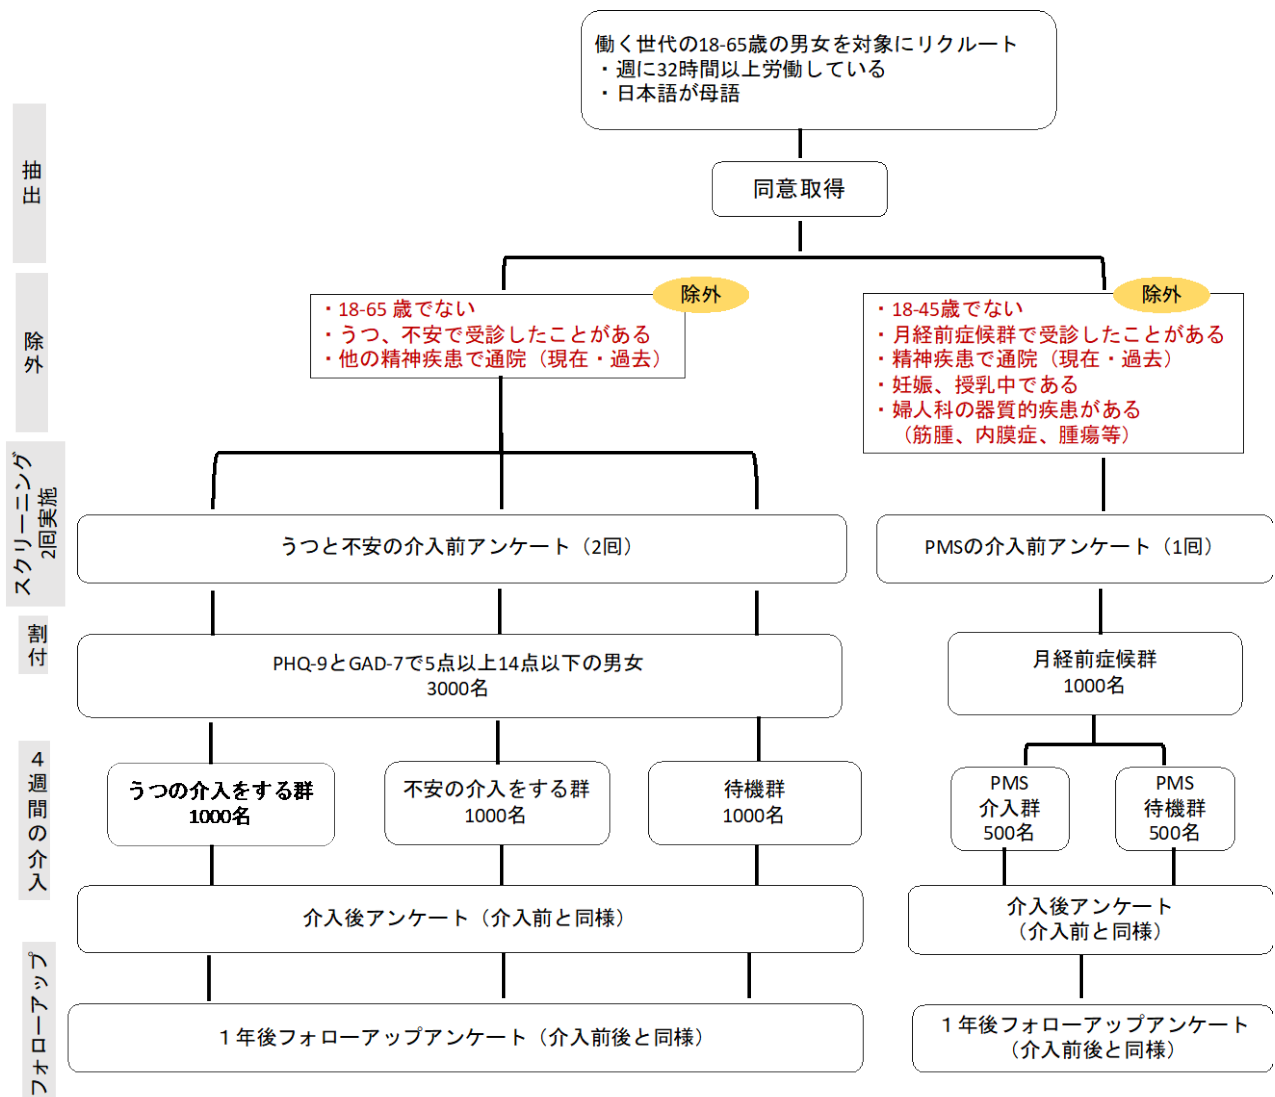 働く世代の18-65歳の男女を対象にリクルート
・週に32時間以上労働している
・日本語が母語
抽出
同意取得
除外
除外
除外
・18-65 歳でない
・うつ、不安で受診したことがある
・他の精神疾患で通院（現在・過去）
・18-45歳でない
・月経前症候群で受診したことがある
・精神疾患で通院（現在・過去）
・妊娠、授乳中である
・婦人科の器質的疾患がある
（筋腫、内膜症、腫瘍等）
スクリーニング
2回実施
うつと不安の介入前アンケート（2回）
PMSの介入前アンケート（1回）
割付
PHQ-9とGAD-7で5点以上14点以下の男女
3000名
月経前症候群
1000名
４週間の介入
うつの介入をする群
1000名
不安の介入をする群
1000名
待機群
1000名
PMS
介入群
500名
PMS
待機群
500名
介入後アンケート（介入前と同様）
介入後アンケート
（介入前と同様）
フォローアップ
１年後フォローアップアンケート（介入前後と同様）
１年後フォローアップアンケート
（介入前後と同様）